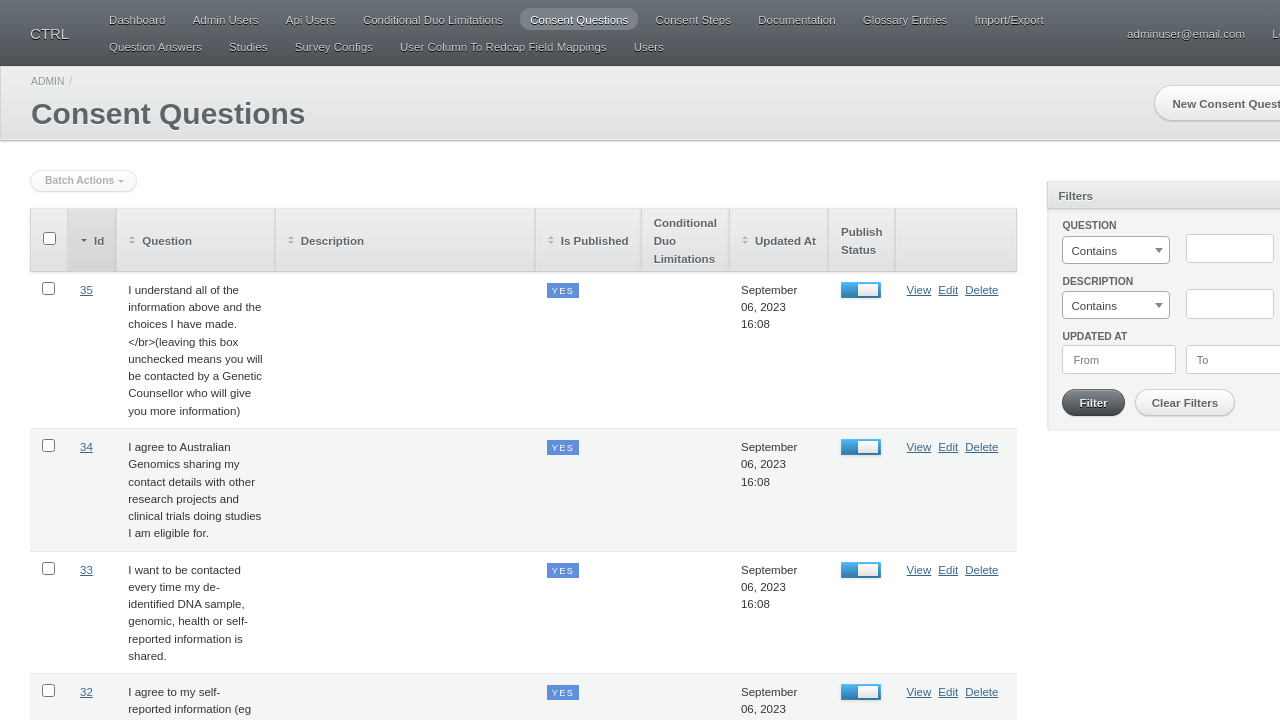 CTRL
Dashboard Admin Users Api Users Conditional Duo Limitations Consent Questions Consent Steps Documentation Glossary Entries Import/Export
Question Answers Studies Survey Configs User Column To Redcap Field Mappings Users
adminuser@email.com
ADMIN /
Consent Questions
New Consent
Batch Actions
Id Question Description Is Published Conditional Duo Limitations Updated At Publish Status
35 I understand all of the YES September View Edit Delete
information above and the 06, 2023
choices I have made. 16:08
</br>(leaving this box
unchecked means you will
be contacted by a Genetic
Counsellor who will give
you more information)
34 I agree to Australian YES September View Edit Delete
Genomics sharing my 06, 2023
contact details with other 16:08
research projects and
clinical trials doing studies
I am eligible for.
33 I want to be contacted YES September View Edit Delete
every time my de- 06, 2023
identified DNA sample, 16:08
genomic, health or self-
reported information is
shared.
32 I agree to my self- YES September View Edit Delete
reported information (eg 06, 2023
Filters
QUESTION
Contains
DESCRIPTION
Contains
UPDATED AT
From To
Filter Clear Filters